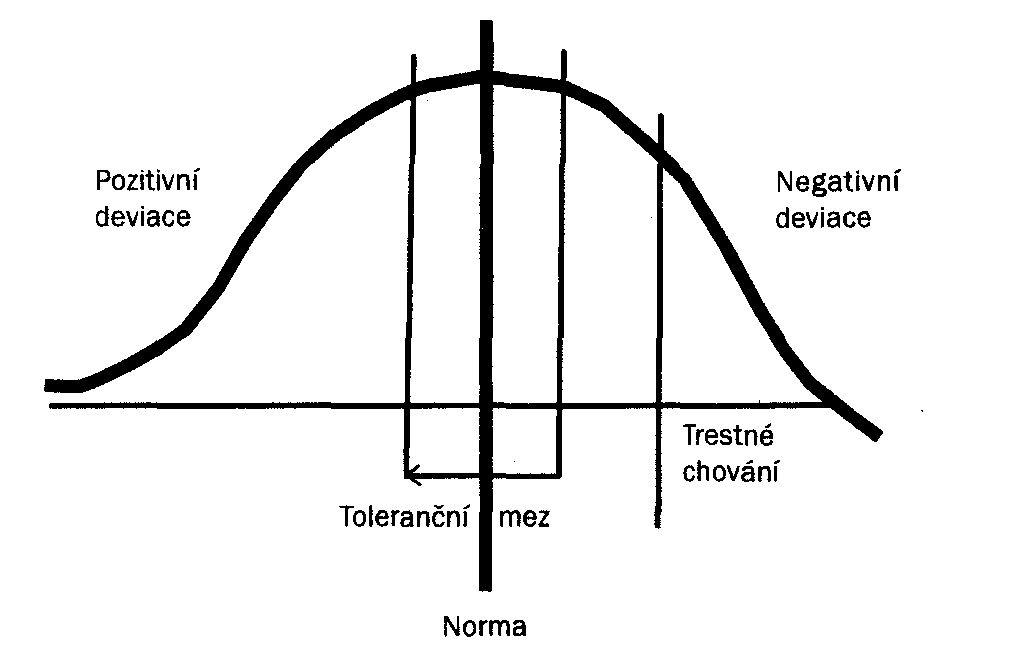 Pozitivní
deviace
Negativní
deviace
Trestné
chování
Toleranční mez
Norma